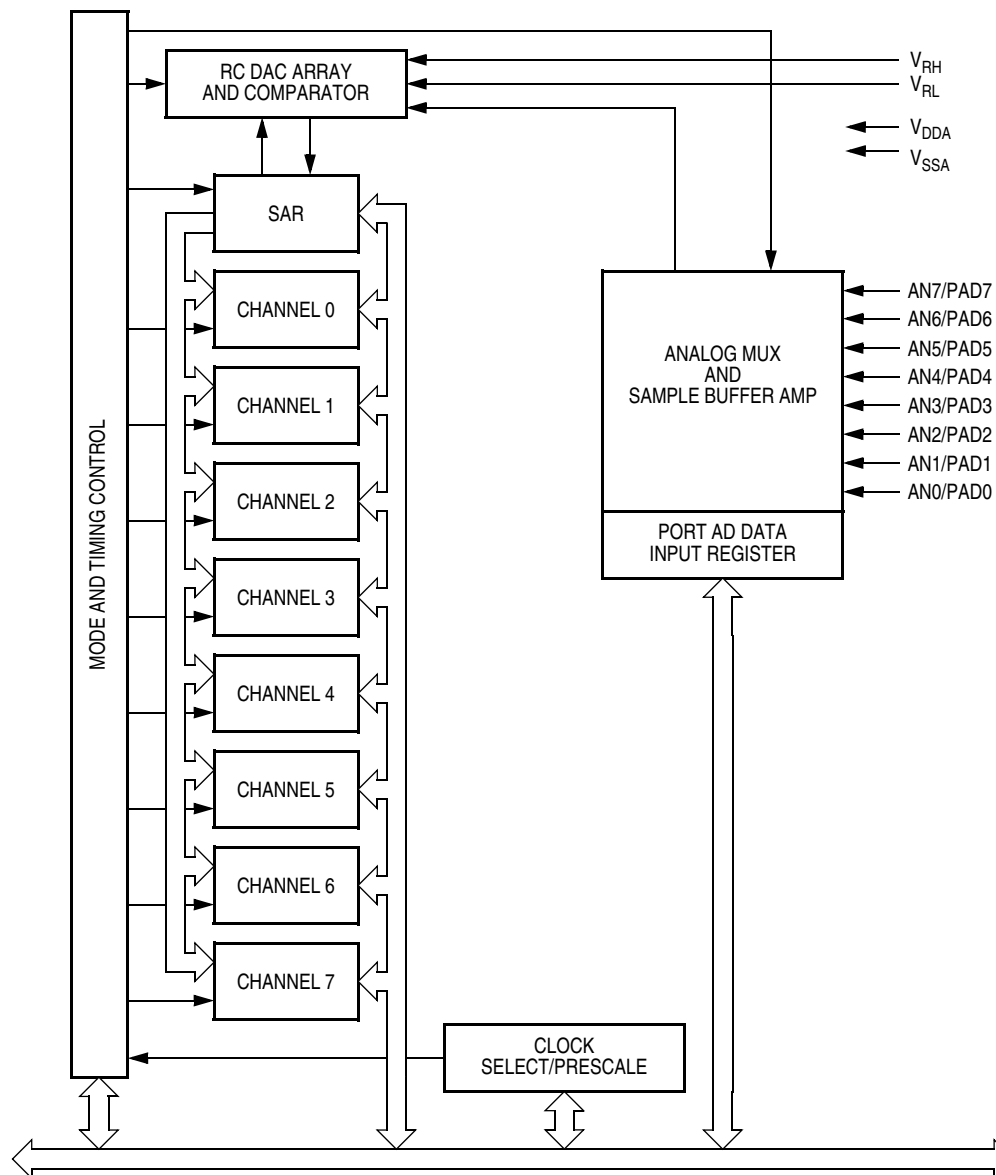 RC DAC ARRAY
AND COMPARATOR
V_RH
V_RL
V_DDA
V_SSA
SAR
MODE AND TIMING CONTROL
CHANNEL 0
CHANNEL 1
CHANNEL 2
CHANNEL 3
CHANNEL 4
CHANNEL 5
CHANNEL 6
CHANNEL 7
ANALOG MUX
AND
SAMPLE BUFFER AMP
AN7/PAD7
AN6/PAD6
AN5/PAD5
AN4/PAD4
AN3/PAD3
AN2/PAD2
AN1/PAD1
AN0/PAD0
PORT AD DATA
INPUT REGISTER
CLOCK
SELECT/PRESCALE